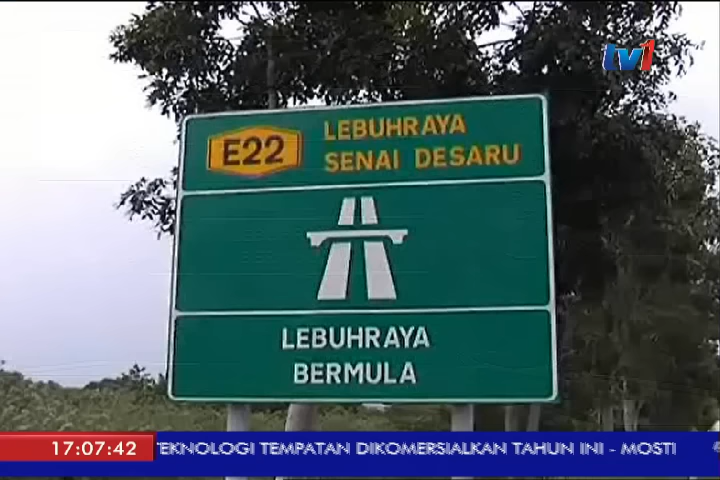 tv1
E22
LEBUHRAYA
SENAI DESARU
LEBUHRAYA
BERMULA
17:07:42
TEKNOLOGI TEMPATAN DIKOMERSIALKAN TAHUN INI - MOSTI